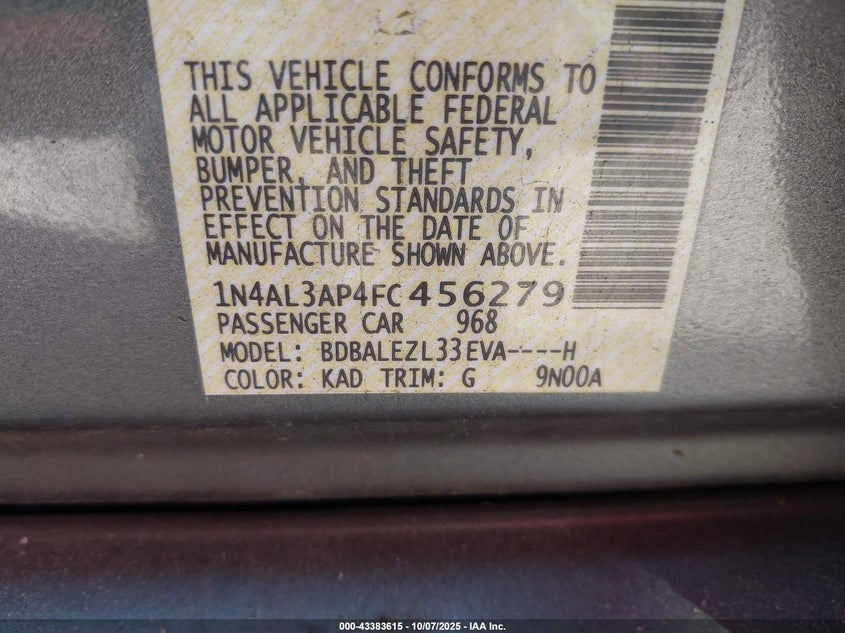 THIS VEHICLE CONFORMS TO
ALL APPLICABLE FEDERAL
MOTOR VEHICLE SAFETY,
BUMPER, AND THEFT
PREVENTION STANDARDS IN
EFFECT ON THE DATE OF
MANUFACTURE SHOWN ABOVE.
1N4AL3AP4FC456279
PASSENGER CAR 968
MODEL: BDBALEZL33EVA----H
COLOR: KAD TRIM: G 9N00A
000-43383615 - 10/07/2025 - IAA Inc.